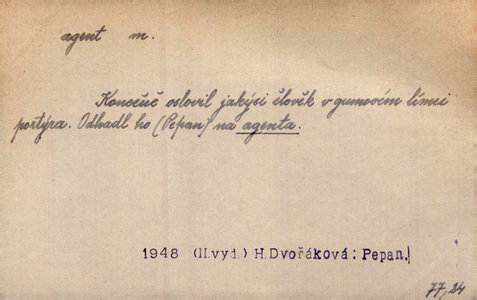 agent m.
Konečně oslovil jakýsi člověk v gumovém límci
portýra. Odhadl ho (Pepan) na agenta.
1948 (II.vyd.) H.Dvořáková: Pepan.
77, 24